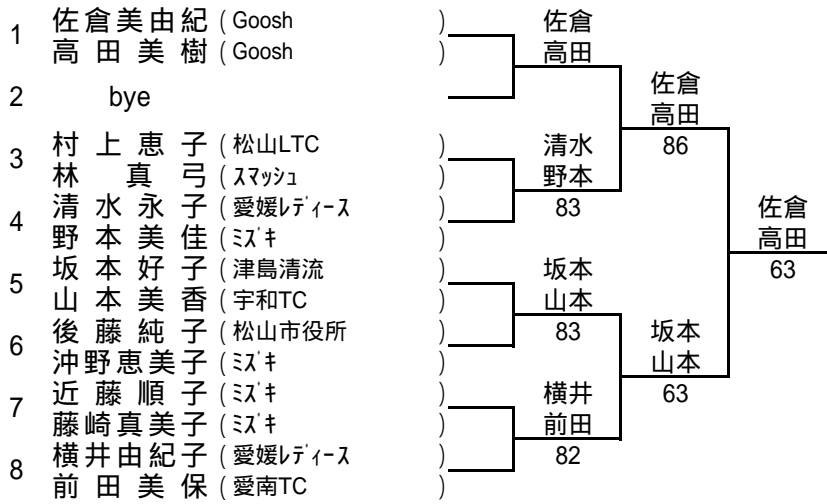 1 佐倉美由紀 ( Goosh )
高田美樹 ( Goosh )
2 bye
3 村上恵子 ( 松山LTC )
林真弓 ( ｽﾏｯｼｭ )
4 清水永子 ( 愛媛ﾚﾃﾞｨｰｽ )
野本美佳 ( ﾐｽﾞｷ )
5 坂本好子 ( 津島清流 )
山本美香 ( 宇和TC )
6 後藤純子 ( 松山市役所 )
沖野恵美子 ( ﾐｽﾞｷ )
7 近藤順子 ( ﾐｽﾞｷ )
藤崎真美子 ( ﾐｽﾞｷ )
8 横井由紀子 ( 愛媛ﾚﾃﾞｨｰｽ )
前田美保 ( 愛南TC )
佐倉
高田
清水
野本
83
坂本
山本
83
横井
前田
82
佐倉
高田
86
坂本
山本
63
佐倉
高田
63